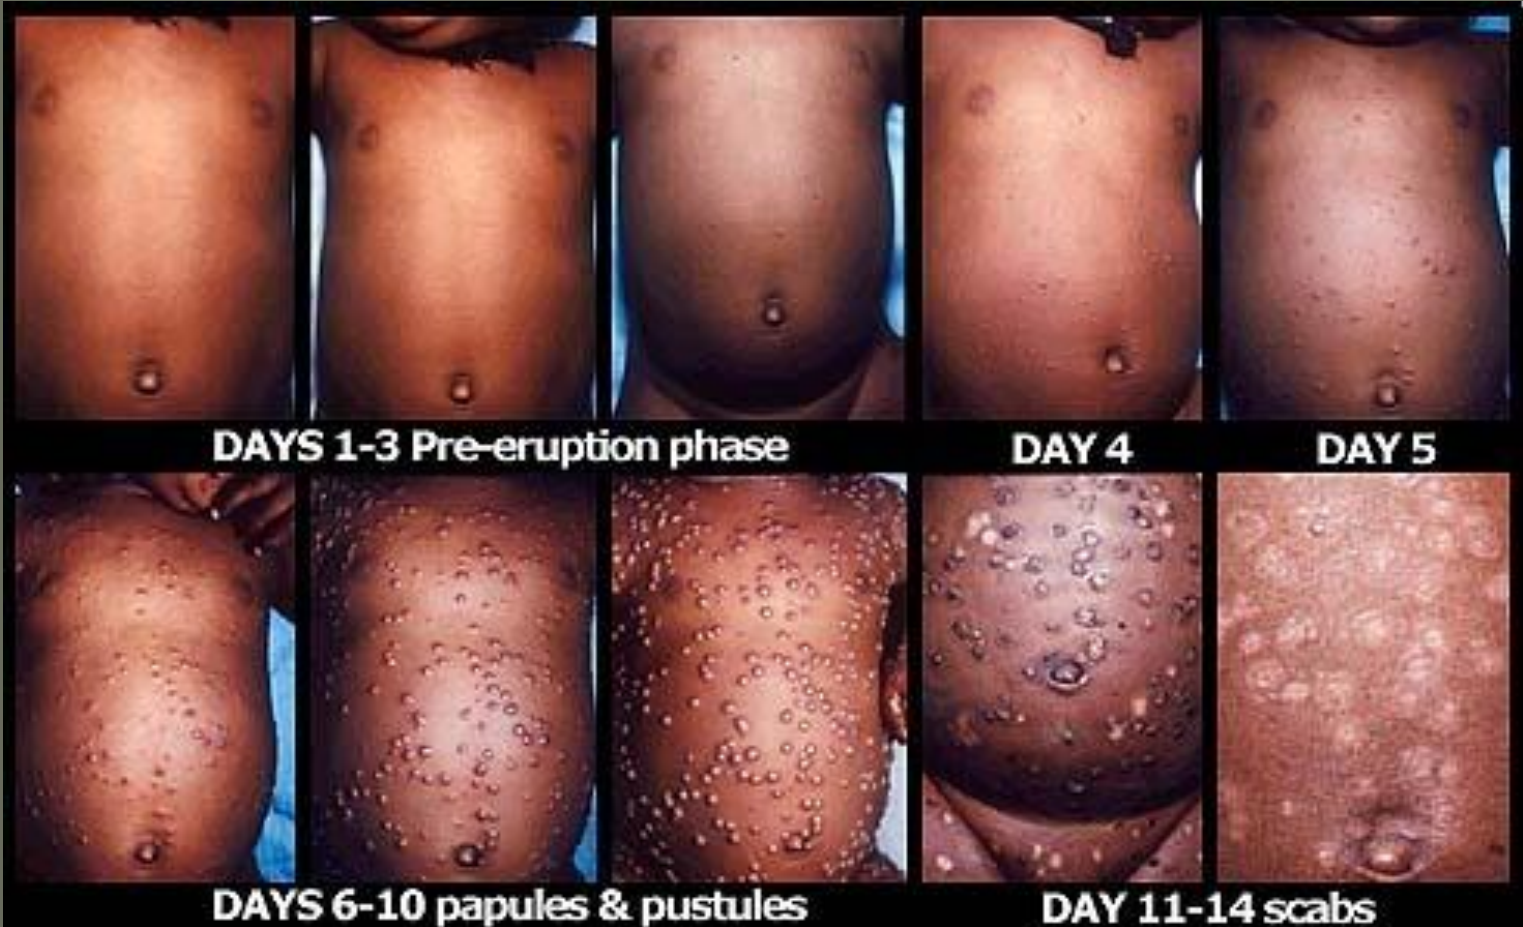 DAYS 1-3 Pre-eruption phase
DAY 4
DAY 5
DAYS 6-10 papules & pustules
DAY 11-14 scabs